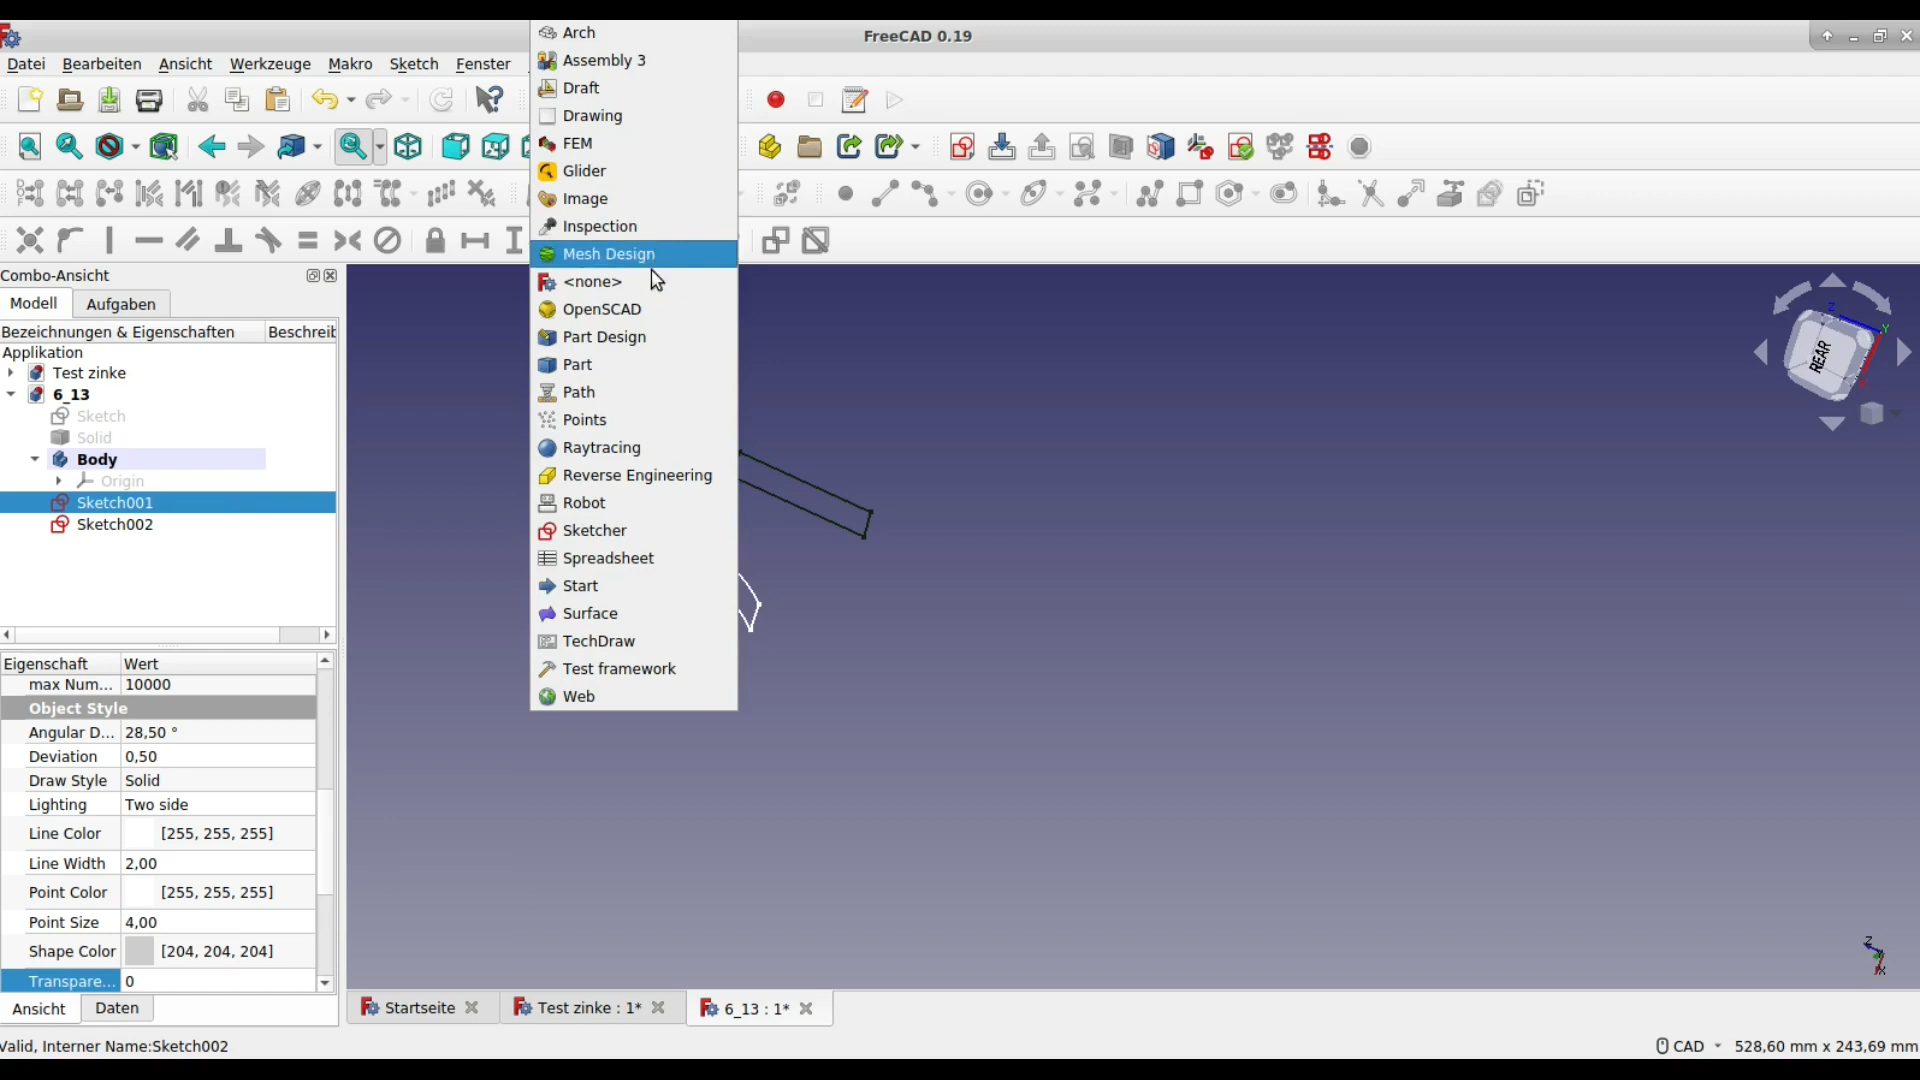 FreeCAD 0.19
Datei Bearbeiten Ansicht Werkzeuge Makro Sketch Fenster
Arch
Assembly 3
Draft
Drawing
FEM
Glider
Image
Inspection
Mesh Design
<none>
OpenSCAD
Part Design
Part
Path
Points
Raytracing
Reverse Engineering
Robot
Sketcher
Spreadsheet
Start
Surface
TechDraw
Test framework
Web
Combo-Ansicht
Modell Aufgaben
Bezeichnungen & Eigenschaften Beschreib
Applikation
Test zinke
6_13
Sketch
Solid
Body
Origin
Sketch001
Sketch002
Eigenschaft Wert
max Num... 10000
Object Style
Angular D... 28,50 °
Deviation 0,50
Draw Style Solid
Lighting Two side
Line Color [255, 255, 255]
Line Width 2,00
Point Color [255, 255, 255]
Point Size 4,00
Shape Color [204, 204, 204]
Transpare... 0
Ansicht Daten
REAR
Z
Y
Z
X
Startseite Test zinke : 1* 6_13 : 1*
Valid, Interner Name:Sketch002
CAD 528,60 mm x 243,69 mm